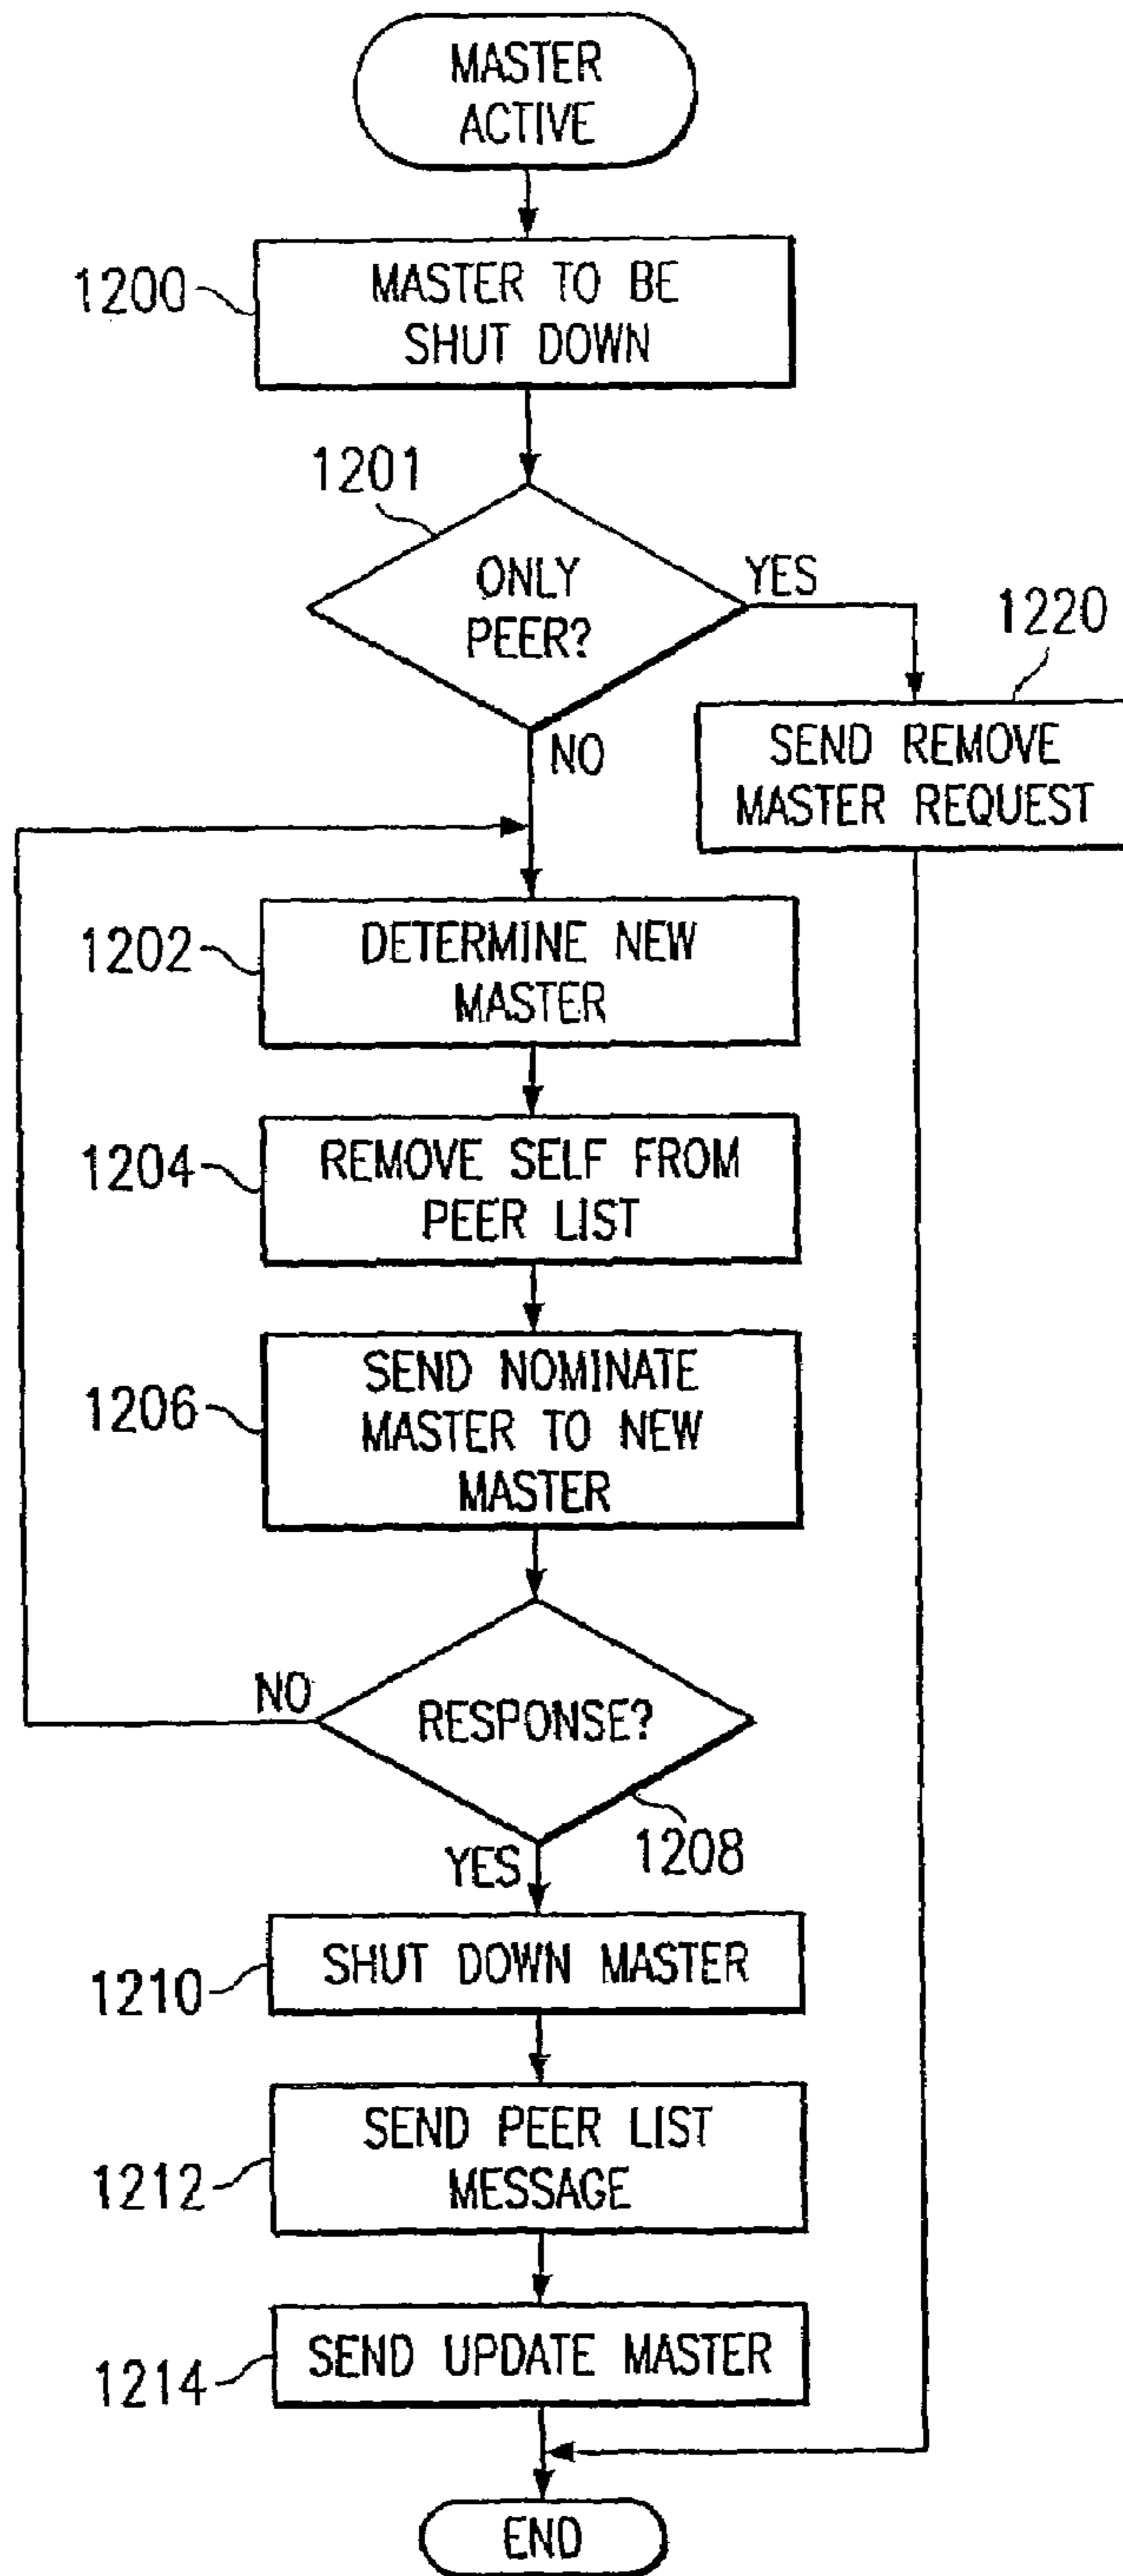 MASTER
ACTIVE
1200
MASTER TO BE
SHUT DOWN
1201
ONLY
PEER?
YES
1220
NO
SEND REMOVE
MASTER REQUEST
1202
DETERMINE NEW
MASTER
1204
REMOVE SELF FROM
PEER LIST
1206
SEND NOMINATE
MASTER TO NEW
MASTER
NO
RESPONSE?
YES
1208
1210
SHUT DOWN MASTER
1212
SEND PEER LIST
MESSAGE
1214
SEND UPDATE MASTER
END